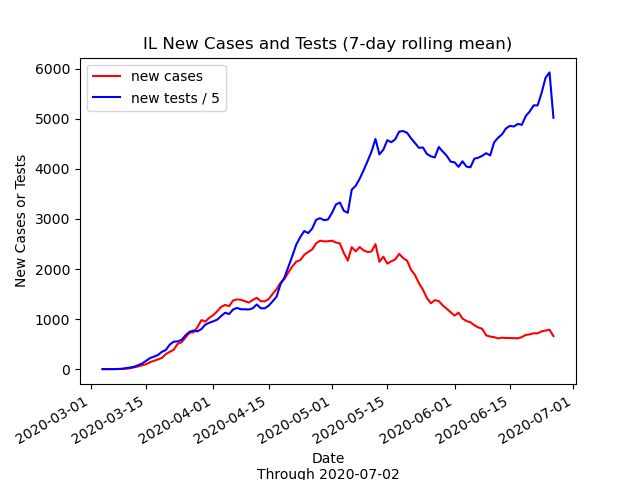 IL New Cases and Tests (7-day rolling mean)
new cases
new tests / 5
6000
5000
4000
3000
2000
1000
0
New Cases or Tests
2020-03-01
2020-03-15
2020-04-01
2020-04-15
2020-05-01
2020-05-15
2020-06-01
2020-06-15
2020-07-01
Date
Through 2020-07-02